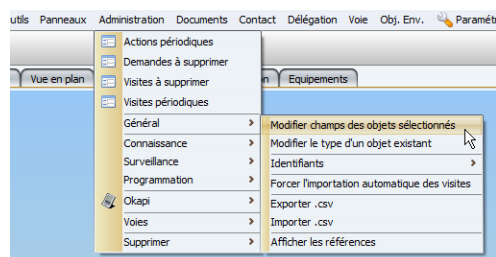 utils Panneaux Administration Documents Contact Délégation Voie Obj. Env. Paramét
Actions périodiques
Demandes à supprimer
Vue en plan Visites à supprimer n Equipements
Visites périodiques
Général
Modifier champs des objets sélectionnés
Connaissance
Modifier le type d'un objet existant
Surveillance
Identifiants
Programmation
Forcer l'importation automatique des visites
Okapi
Exporter .csv
Voies
Importer .csv
Supprimer
Afficher les références